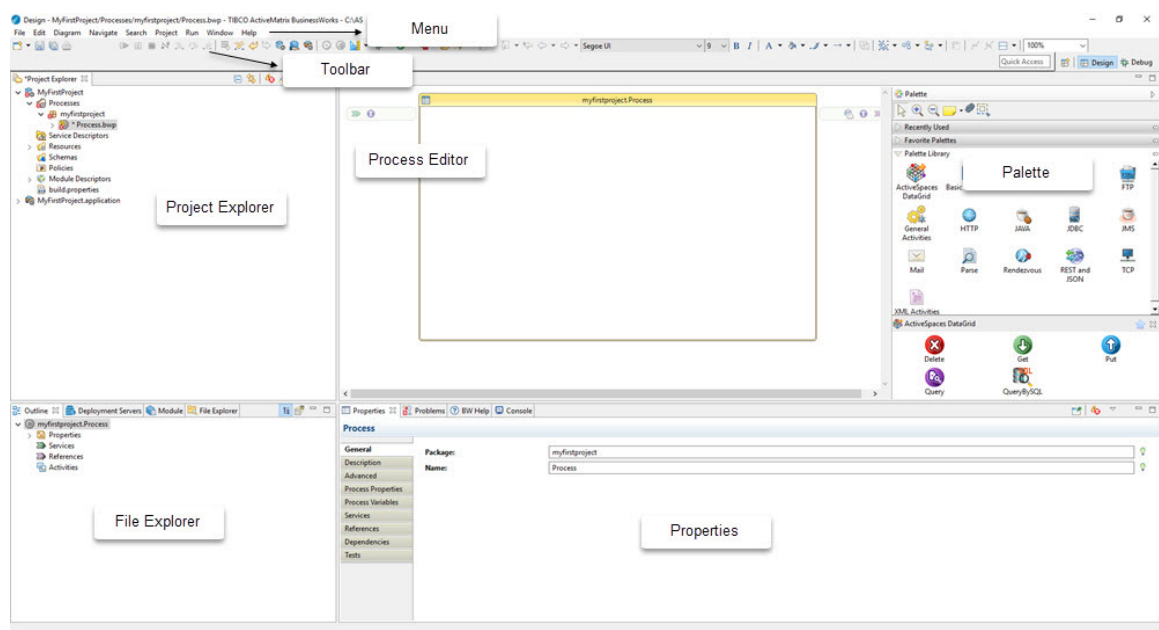 Design - MyFirstProject/Processes/myfirstproject/Process.bwp - TIBCO ActiveMatrix BusinessWorks - C:\AS
File Edit Diagram Navigate Search Project Run Window Help
Menu
Segoe UI 9 B I A 100%
Toolbar
Quick Access Design Debug
*Project Explorer
MyFirstProject
Processes
myfirstproject
* Process.bwp
Service Descriptors
Resources
Schemas
Policies
Module Descriptors
build.properties
MyFirstProject.application
Project Explorer
myfirstproject.Process
Process Editor
Palette
Recently Used
Favorite Palettes
Palette Library
Palette
ActiveSpaces DataGrid
FTP
General Activities
HTTP
JAVA
JDBC
JMS
Mail
Parse
Rendezvous
REST and JSON
TCP
XML Activities
ActiveSpaces DataGrid
Delete
Get
Put
Query
QueryBySQL
Outline Deployment Servers Module File Explorer
myfirstproject.Process
Properties
Services
References
Activities
File Explorer
Properties Problems BW Help Console
Process
General
Description
Advanced
Process Properties
Process Variables
Services
References
Dependencies
Tests
Package: myfirstproject
Name: Process
Properties